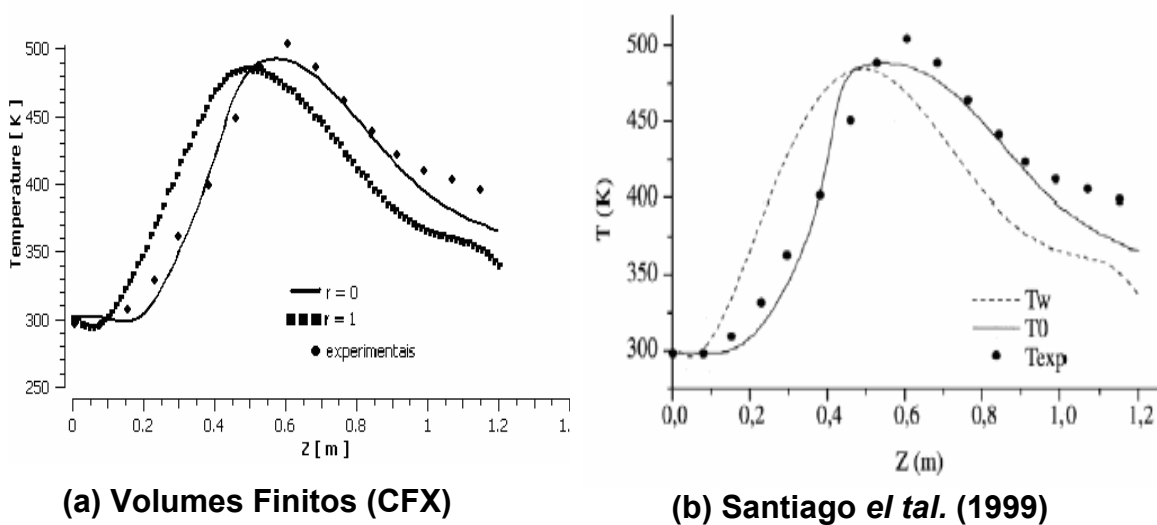 500
450
400
350
300
250
Temperature [ K ]
r = 0
r = 1
experimentais
0 0.2 0.4 0.6 0.8 1 1.2 1.
Z [ m ]
(a) Volumes Finitos (CFX)
500
450
400
350
300
T (K)
Tw
T0
Texp
0,0 0,2 0,4 0,6 0,8 1,0 1,2
Z (m)
(b) Santiago el tal. (1999)